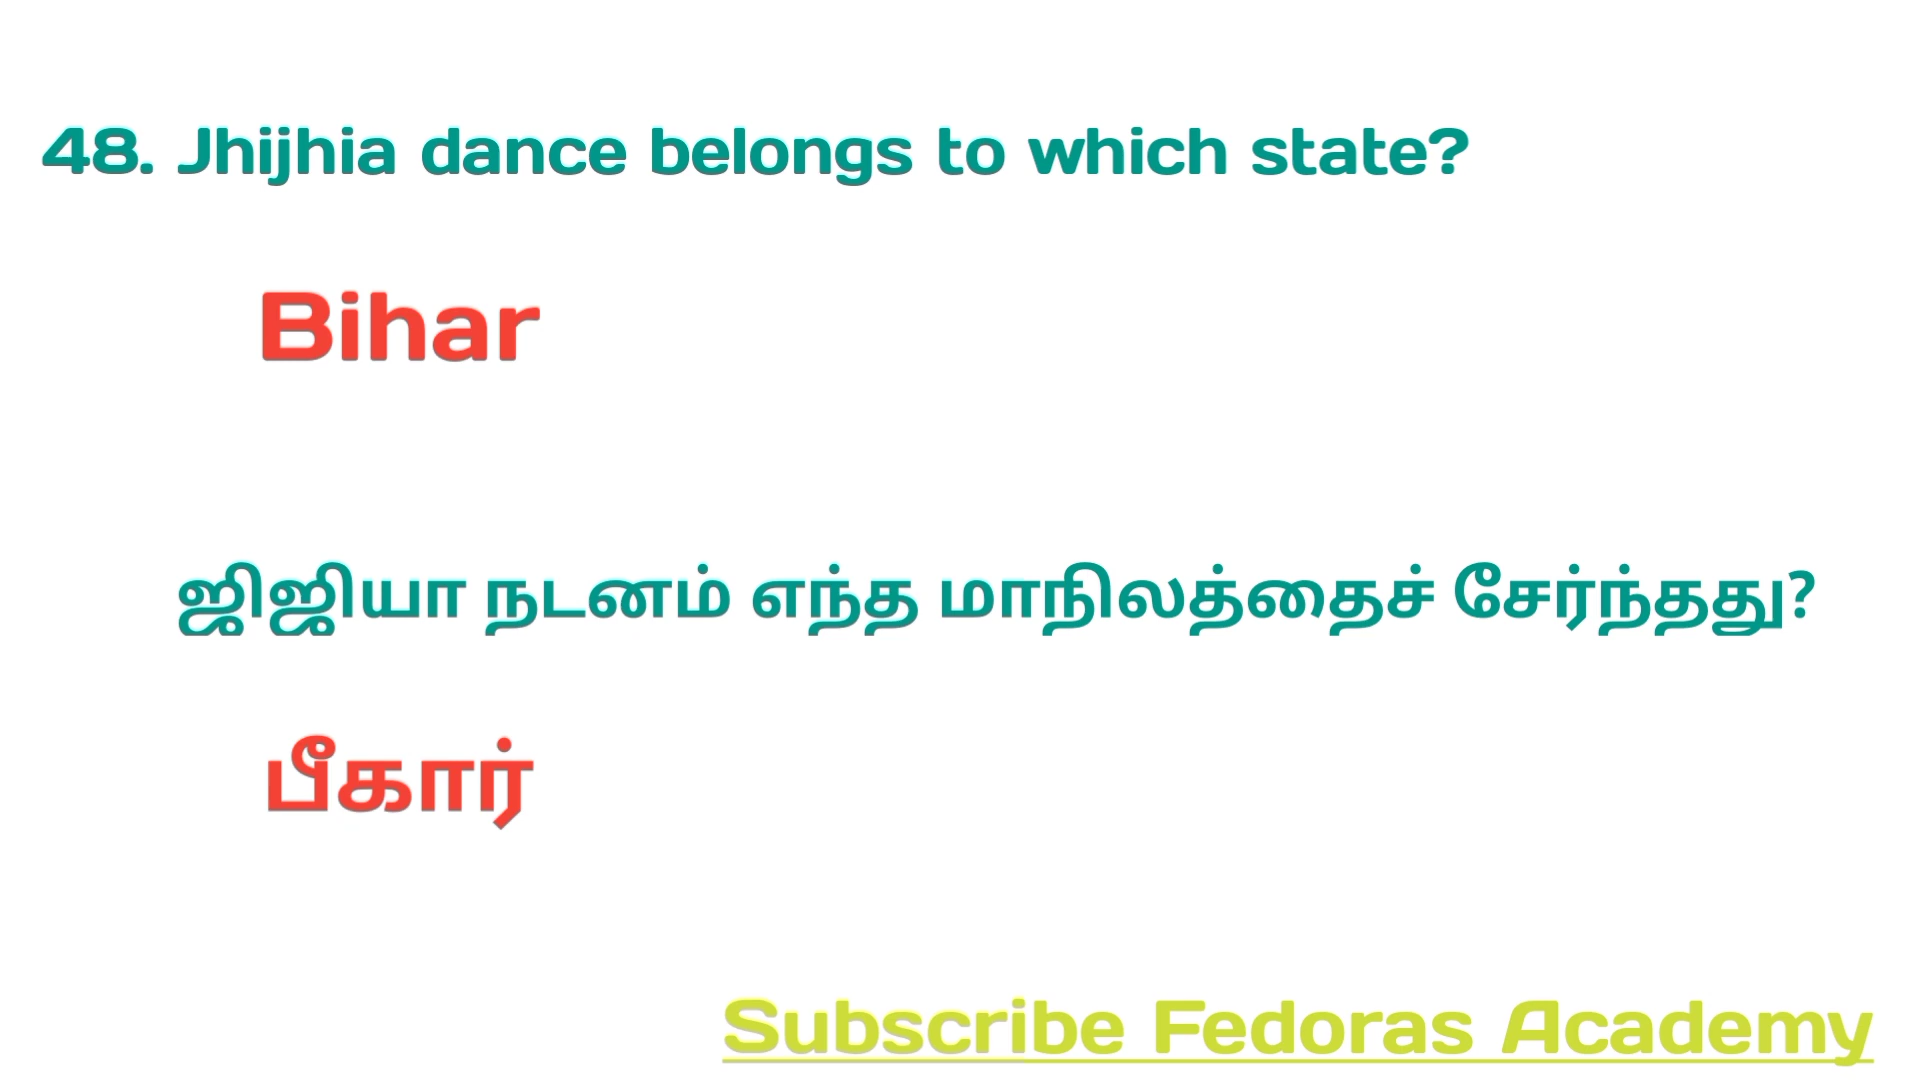 48. Jhijhia dance belongs to which state?
Bihar
ஜிஜியா நடனம் எந்த மாநிலத்தைச் சேர்ந்தது?
பீகார்
Subscribe Fedoras Academy